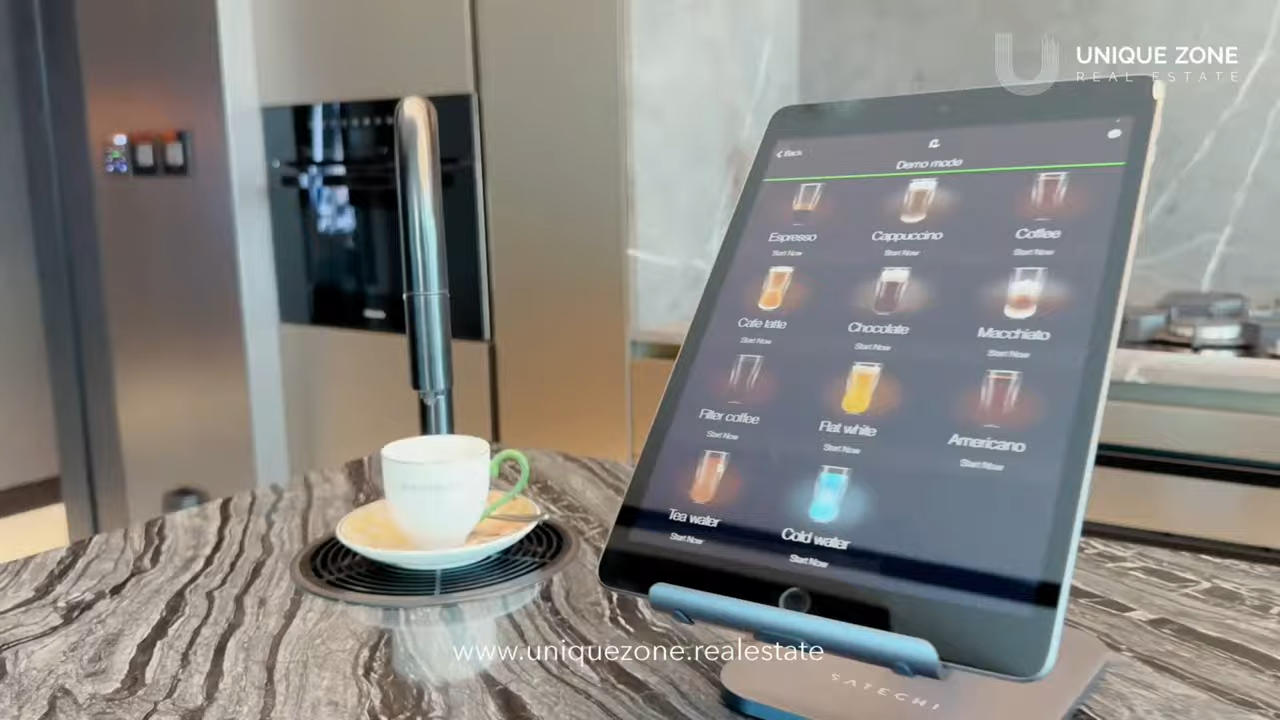 UNIQUE ZONE
REAL ESTATE
Back
Demo mode
Espresso
Start Now
Cappuccino
Start Now
Coffee
Start Now
Cafe latte
Start Now
Chocolate
Start Now
Macchiato
Start Now
Filter coffee
Start Now
Flat white
Start Now
Americano
Start Now
Tea water
Start Now
Cold water
Start Now
www.uniquezone.realestate
SATECHI